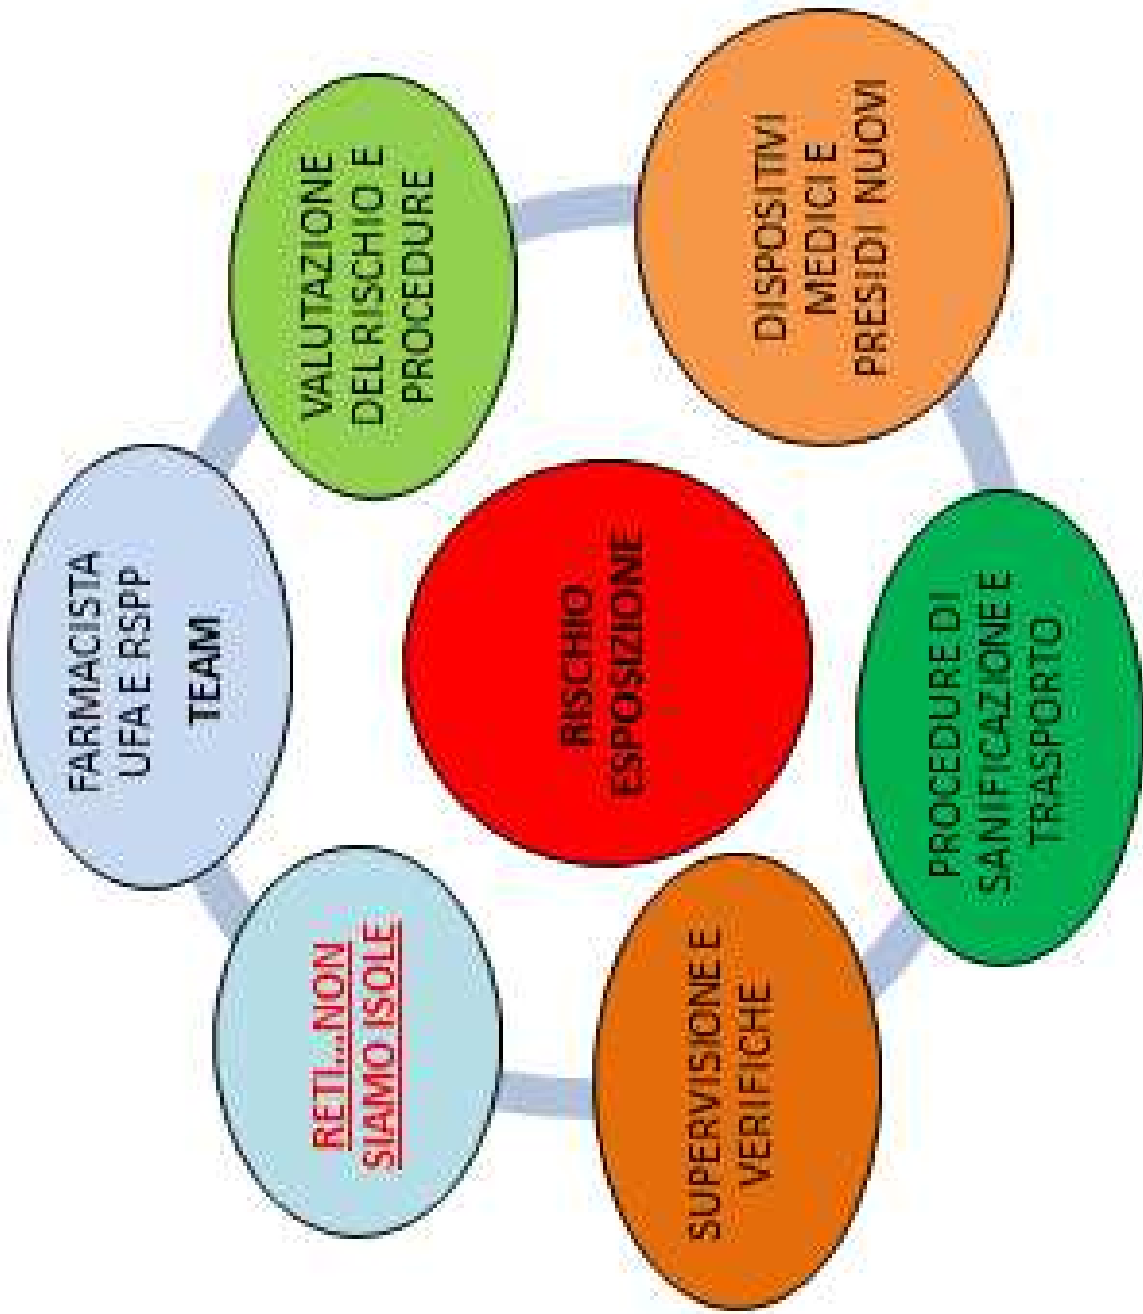 FARMACISTA
UFA E RSPP
TEAM
VALUTAZIONE
DEL RISCHIO E
PROCEDURE
DISPOSITIVI
MEDICI E
PRESIDI NUOVI
PROCEDURE DI
SANIFICAZIONE E
TRASPORTO
SUPERVISIONE E
VERIFICHE
RETI...NON
SIAMO ISOLE
RISCHIO
ESPOSIZIONE